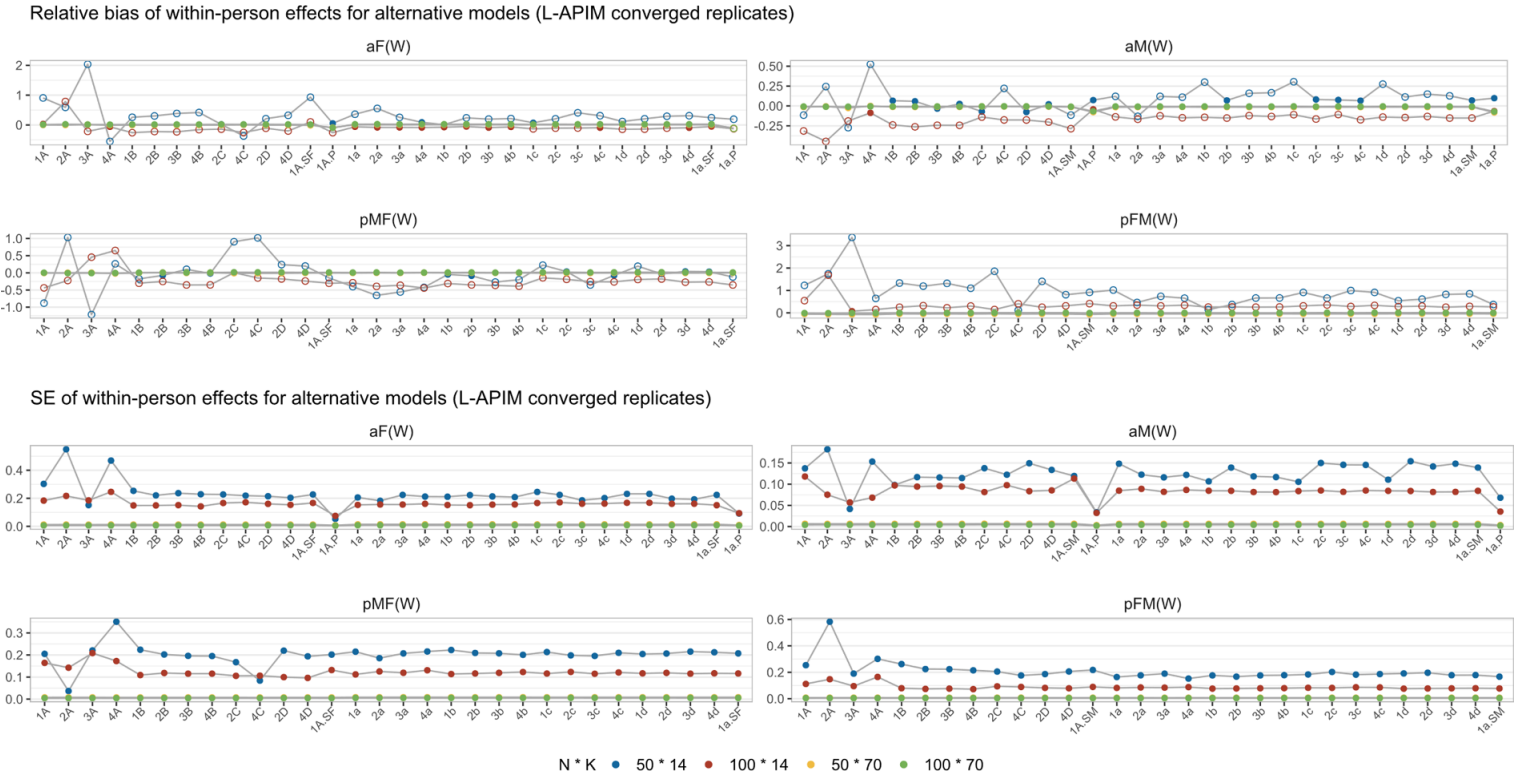 Relative bias of within-person effects for alternative models (L-APIM converged replicates)
aF(W)
2
1
0
1A 2A 3A 4A 1B 2B 3B 4B 2C 4C 2D 4D 1A.SF 1A.P 1a 2a 3a 4a 1b 2b 3b 4b 1c 2c 3c 4c 1d 2d 3d 4d 1a.SF 1a.P
aM(W)
0.50
0.25
0.00
-0.25
1A 2A 3A 4A 1B 2B 3B 4B 2C 4C 2D 4D 1A.SM 1A.P 1a 2a 3a 4a 1b 2b 3b 4b 1c 2c 3c 4c 1d 2d 3d 4d 1a.SM 1a.P
pMF(W)
1.0
0.5
0.0
-0.5
-1.0
1A 2A 3A 4A 1B 2B 3B 4B 2C 4C 2D 4D 1A.SF 1a 2a 3a 4a 1b 2b 3b 4b 1c 2c 3c 4c 1d 2d 3d 4d 1a.SF
pFM(W)
3
2
1
0
1A 2A 3A 4A 1B 2B 3B 4B 2C 4C 2D 4D 1A.SM 1a 2a 3a 4a 1b 2b 3b 4b 1c 2c 3c 4c 1d 2d 3d 4d 1a.SM
SE of within-person effects for alternative models (L-APIM converged replicates)
aF(W)
0.4
0.2
0.0
1A 2A 3A 4A 1B 2B 3B 4B 2C 4C 2D 4D 1A.SF 1A.P 1a 2a 3a 4a 1b 2b 3b 4b 1c 2c 3c 4c 1d 2d 3d 4d 1a.SF 1a.P
aM(W)
0.15
0.10
0.05
0.00
1A 2A 3A 4A 1B 2B 3B 4B 2C 4C 2D 4D 1A.SM 1A.P 1a 2a 3a 4a 1b 2b 3b 4b 1c 2c 3c 4c 1d 2d 3d 4d 1a.SM 1a.P
pMF(W)
0.3
0.2
0.1
0.0
1A 2A 3A 4A 1B 2B 3B 4B 2C 4C 2D 4D 1A.SF 1a 2a 3a 4a 1b 2b 3b 4b 1c 2c 3c 4c 1d 2d 3d 4d 1a.SF
pFM(W)
0.6
0.4
0.2
0.0
1A 2A 3A 4A 1B 2B 3B 4B 2C 4C 2D 4D 1A.SM 1a 2a 3a 4a 1b 2b 3b 4b 1c 2c 3c 4c 1d 2d 3d 4d 1a.SM
N * K 50 * 14 100 * 14 50 * 70 100 * 70